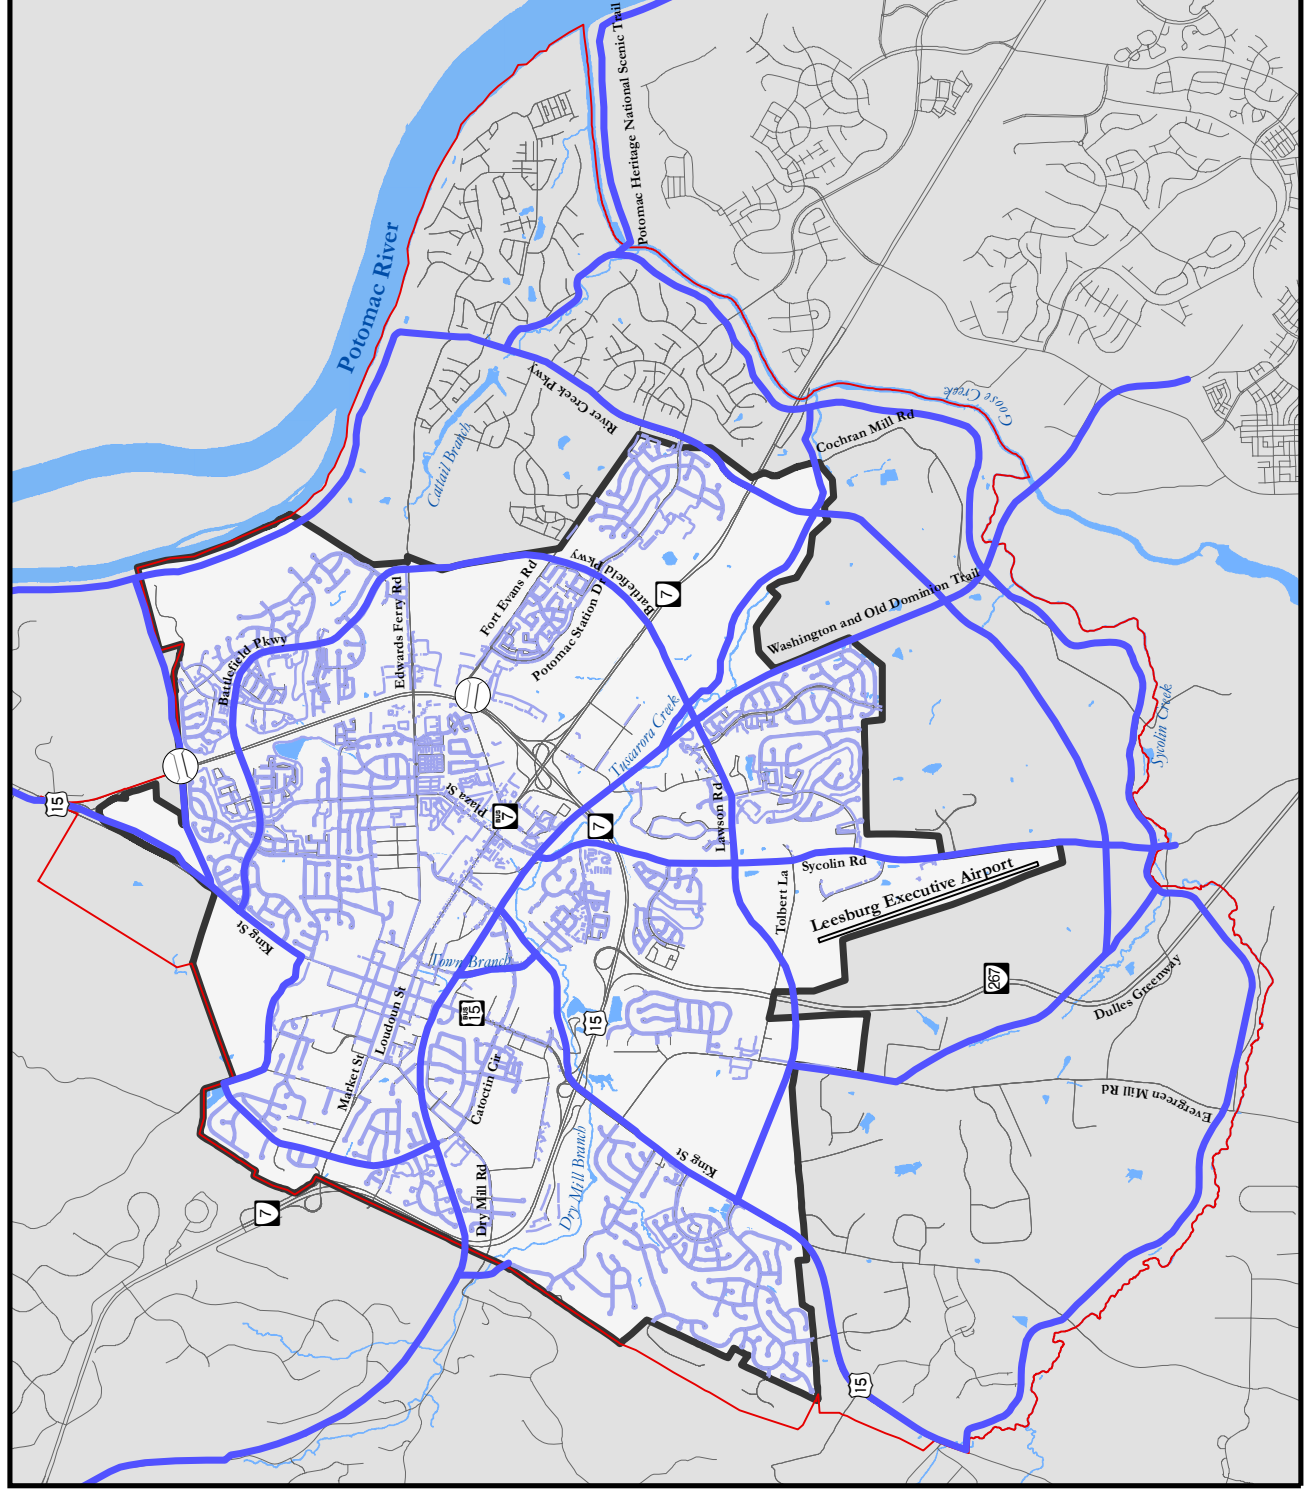 Potomac Heritage National Scenic Trail
Potomac River
River Creek Pkwy
Goose Creek
Cochran Mill Rd
Cattail Branch
Battlefield Pkwy
Fort Evans Rd
Edwards Ferry Rd
Potomac Station Dr
7
Washington and Old Dominion Trail
Battlefield Pkwy
Tuscarora Creek
Sycolin Creek
15
Plaza St
BUS
7
7
Lawson Rd
Sycolin Rd
Tolbert La
Leesburg Executive Airport
King St
Town Branch
267
Dulles Greenway
Loudoun St
BUS
15
15
Market St
Catoctin Cir
Evergreen Mill Rd
Dry Mill Branch
King St
Dry Mill Rd
7
15